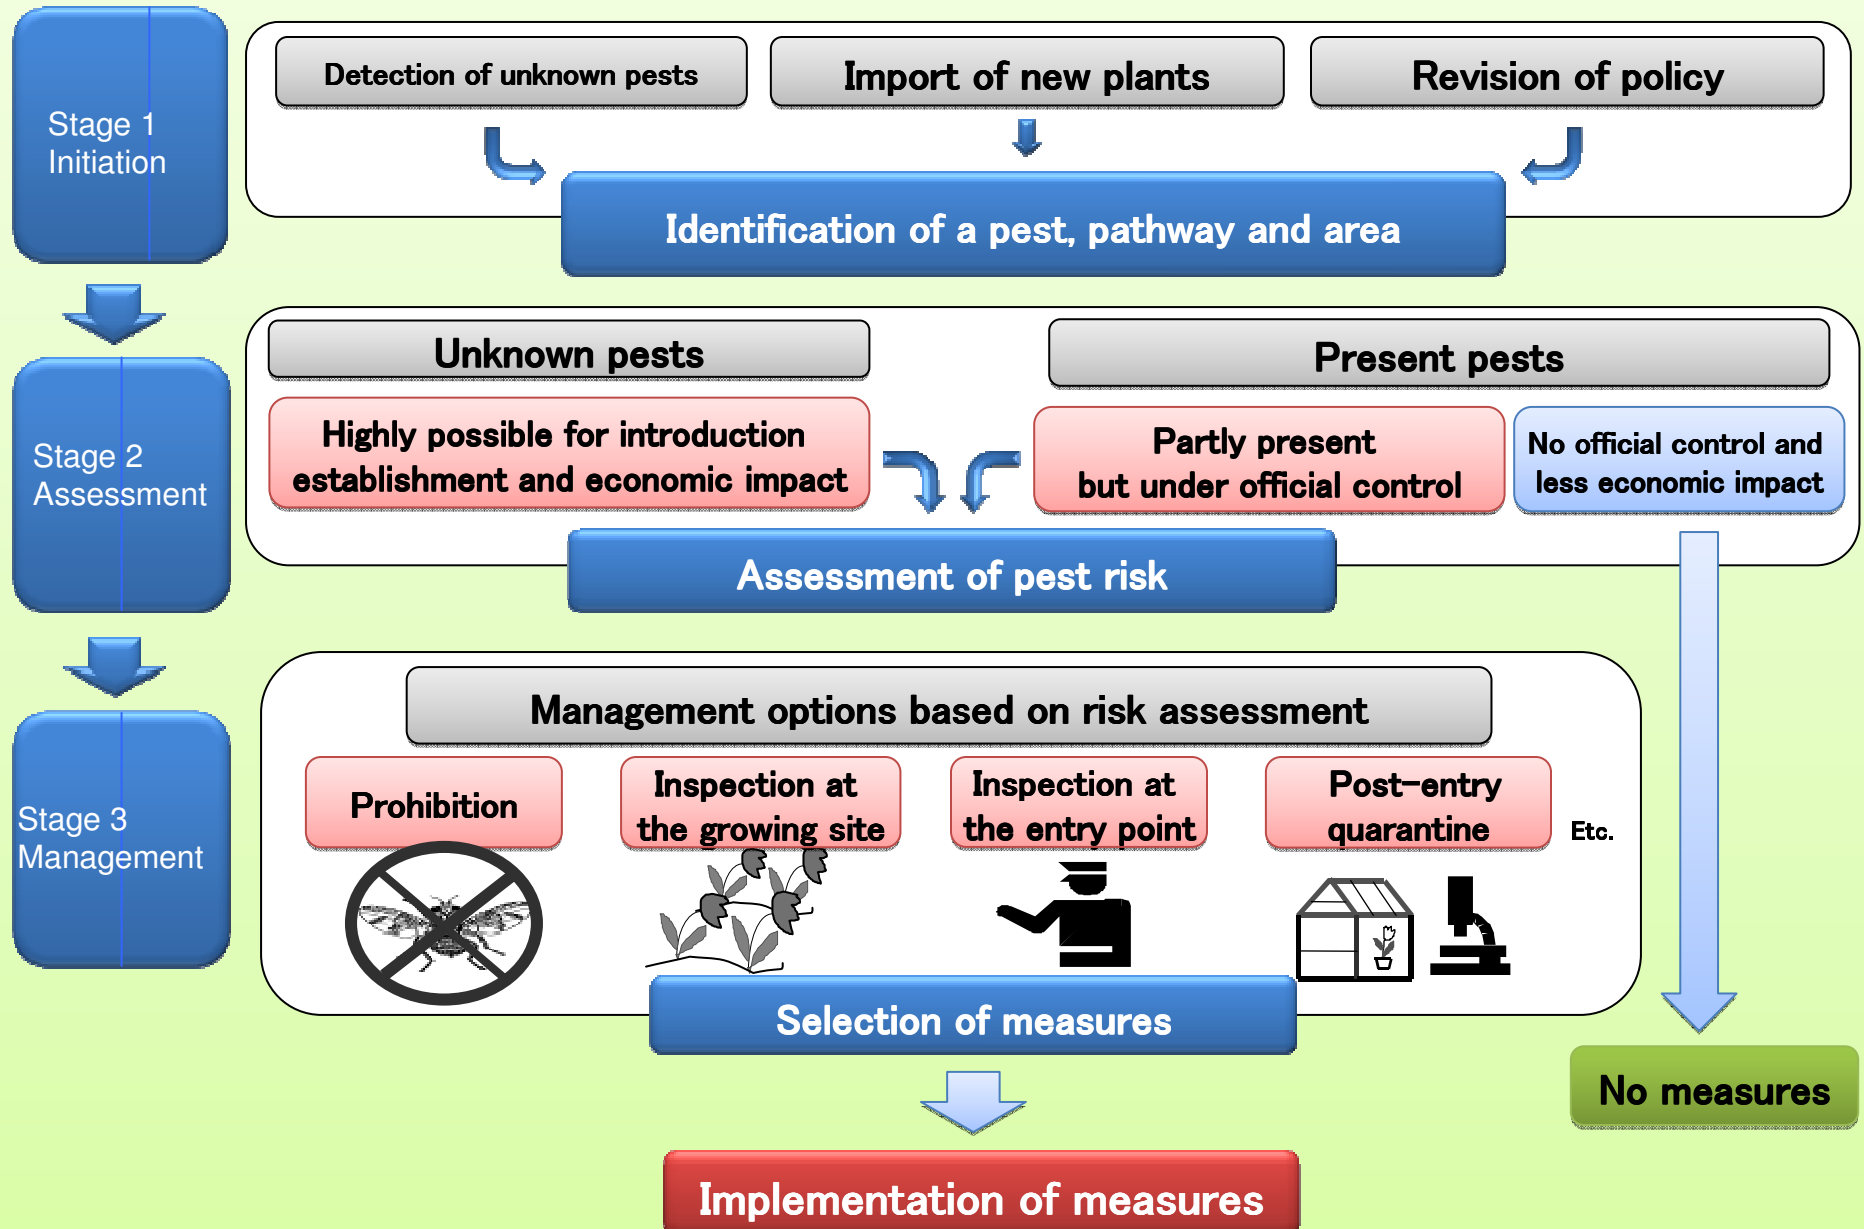 Stage 1
Initiation
Detection of unknown pests
Import of new plants
Revision of policy
Identification of a pest, pathway and area
Stage 2
Assessment
Unknown pests
Present pests
Highly possible for introduction
establishment and economic impact
Partly present
but under official control
No official control and
less economic impact
Assessment of pest risk
Stage 3
Management
Management options based on risk assessment
Prohibition
Inspection at
the growing site
Inspection at
the entry point
Post-entry
quarantine
Etc.
Selection of measures
No measures
Implementation of measures